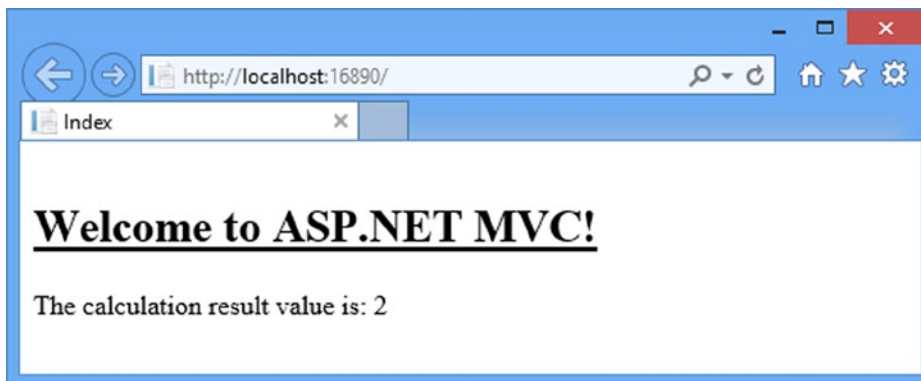 http://localhost:16890/
Index
Welcome to ASP.NET MVC!
The calculation result value is: 2